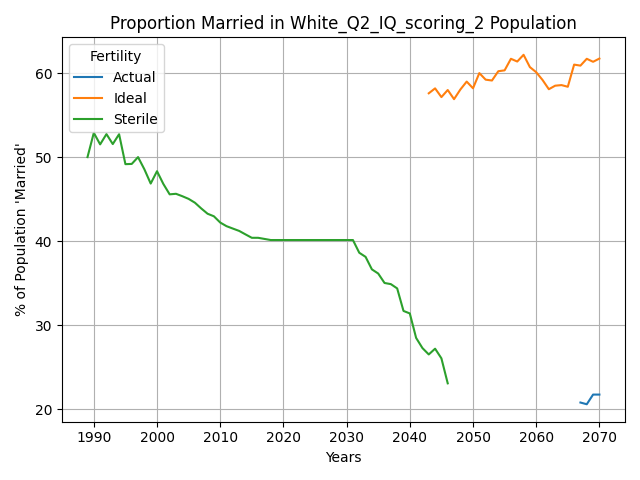 Proportion Married in White_Q2_IQ_scoring_2 Population
% of Population 'Married'
60
50
40
30
20
Fertility
Actual
Ideal
Sterile
1990 2000 2010 2020 2030 2040 2050 2060 2070
Years